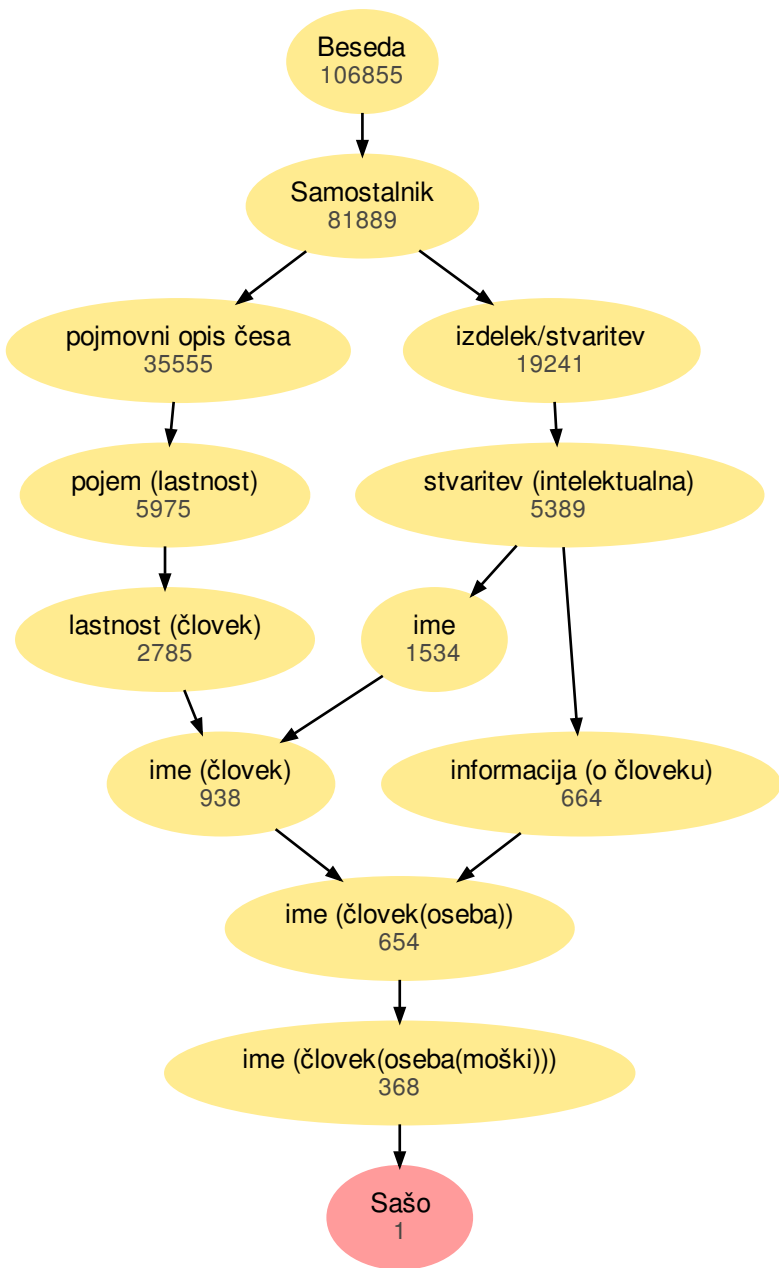 Beseda
106855
Samostalnik
81889
pojmovni opis česa
35555
izdelek/stvaritev
19241
pojem (lastnost)
5975
stvaritev (intelektualna)
5389
lastnost (človek)
2785
ime
1534
ime (človek)
938
informacija (o človeku)
664
ime (človek(oseba))
654
ime (človek(oseba(moški)))
368
Sašo
1